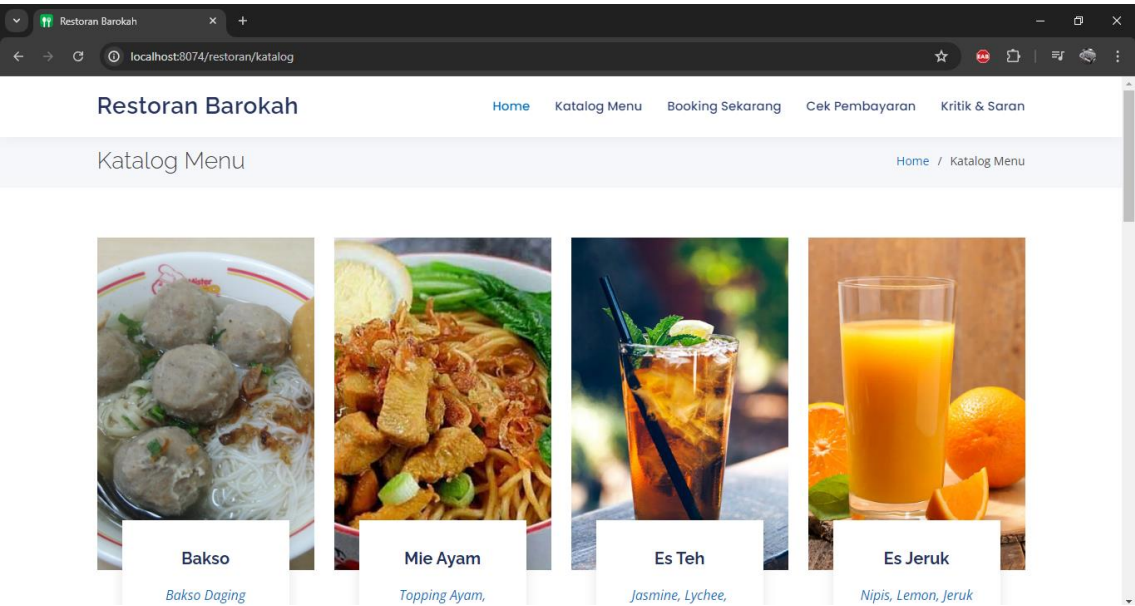 Restoran Barokah
localhost:8074/restoran/katalog
Restoran Barokah
Home Katalog Menu Booking Sekarang Cek Pembayaran Kritik & Saran
Katalog Menu
Home / Katalog Menu
Mister
Bakso
Mie Ayam
Es Teh
Es Jeruk
Bakso Daging
Topping Ayam,
Jasmine, Lychee,
Nipis, Lemon, Jeruk